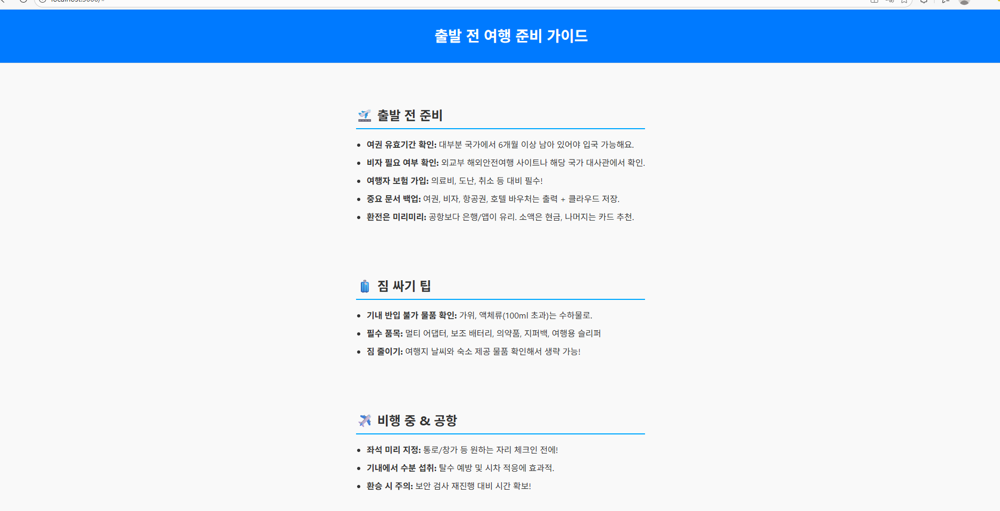 출발 전 여행 준비 가이드
출발 전 준비
여권 유효기간 확인: 대부분 국가에서 6개월 이상 남아 있어야 입국 가능해요.
비자 필요 여부 확인: 외교부 해외안전여행 사이트나 해당 국가 대사관에서 확인.
여행자 보험 가입: 의료비, 도난, 취소 등 대비 필수!
중요 문서 백업: 여권, 비자, 항공권, 호텔 바우처는 출력 + 클라우드 저장.
환전은 미리미리: 공항보다 은행/앱이 유리. 소액은 현금, 나머지는 카드 추천.
짐 싸기 팁
기내 반입 불가 물품 확인: 가위, 액체류(100ml 초과)는 수하물로.
필수 품목: 멀티 어댑터, 보조 배터리, 의약품, 지퍼백, 여행용 슬리퍼
짐 줄이기: 여행지 날씨와 숙소 제공 물품 확인해서 생략 가능!
비행 중 & 공항
좌석 미리 지정: 통로/창가 등 원하는 자리 체크인 전에!
기내에서 수분 섭취: 탈수 예방 및 시차 적응에 효과적.
환승 시 주의: 보안 검사 재진행 대비 시간 확보!